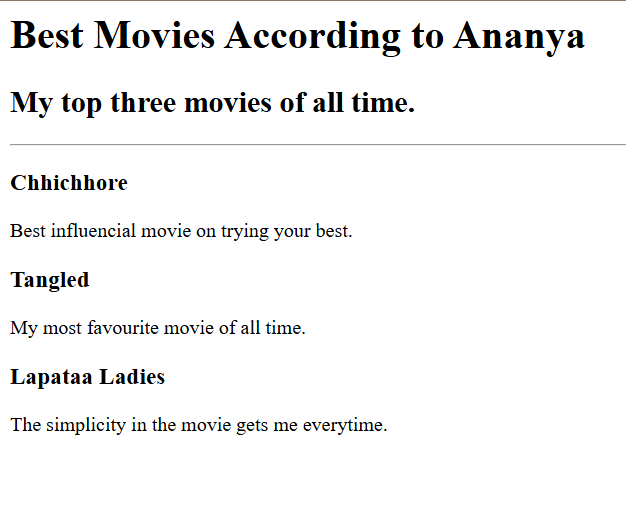 Best Movies According to Ananya
My top three movies of all time.
Chhichhore
Best influencial movie on trying your best.
Tangled
My most favourite movie of all time.
Lapataa Ladies
The simplicity in the movie gets me everytime.